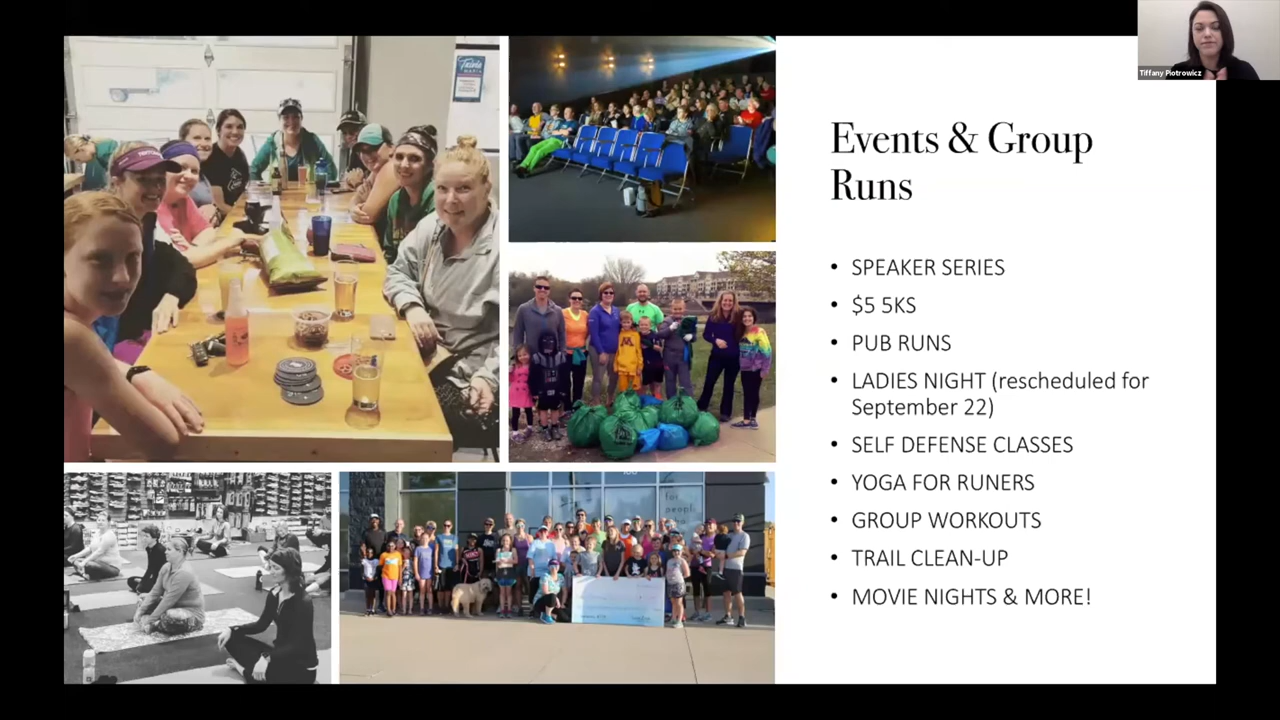 Tiffany Piotrowicz
Events & Group
Runs
• SPEAKER SERIES
• $5 5KS
• PUB RUNS
• LADIES NIGHT (rescheduled for
September 22)
• SELF DEFENSE CLASSES
• YOGA FOR RUNERS
• GROUP WORKOUTS
• TRAIL CLEAN-UP
• MOVIE NIGHTS & MORE!
for